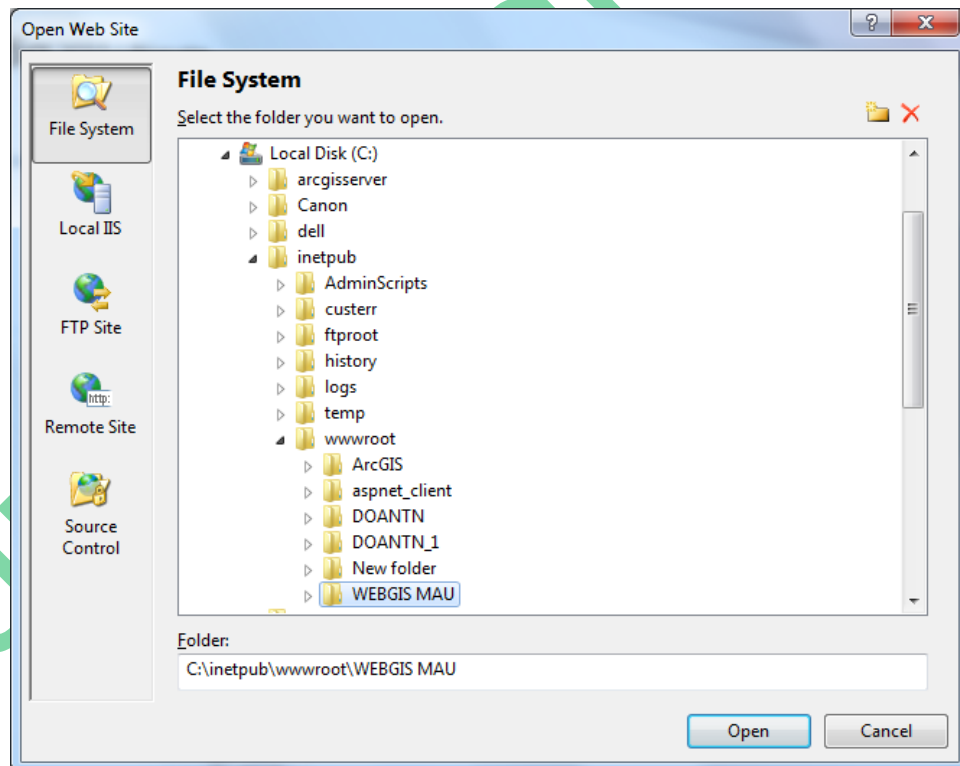 Open Web Site
File System
Local IIS
FTP Site
http:
Remote Site
Source
Control
File System
Select the folder you want to open.
Local Disk (C:)
arcgisserver
Canon
dell
inetpub
AdminScripts
custerr
ftproot
history
logs
temp
wwwroot
ArcGIS
aspnet_client
DOANTN
DOANTN_1
New folder
WEBGIS MAU
Folder:
C:\inetpub\wwwroot\WEBGIS MAU
Open
Cancel